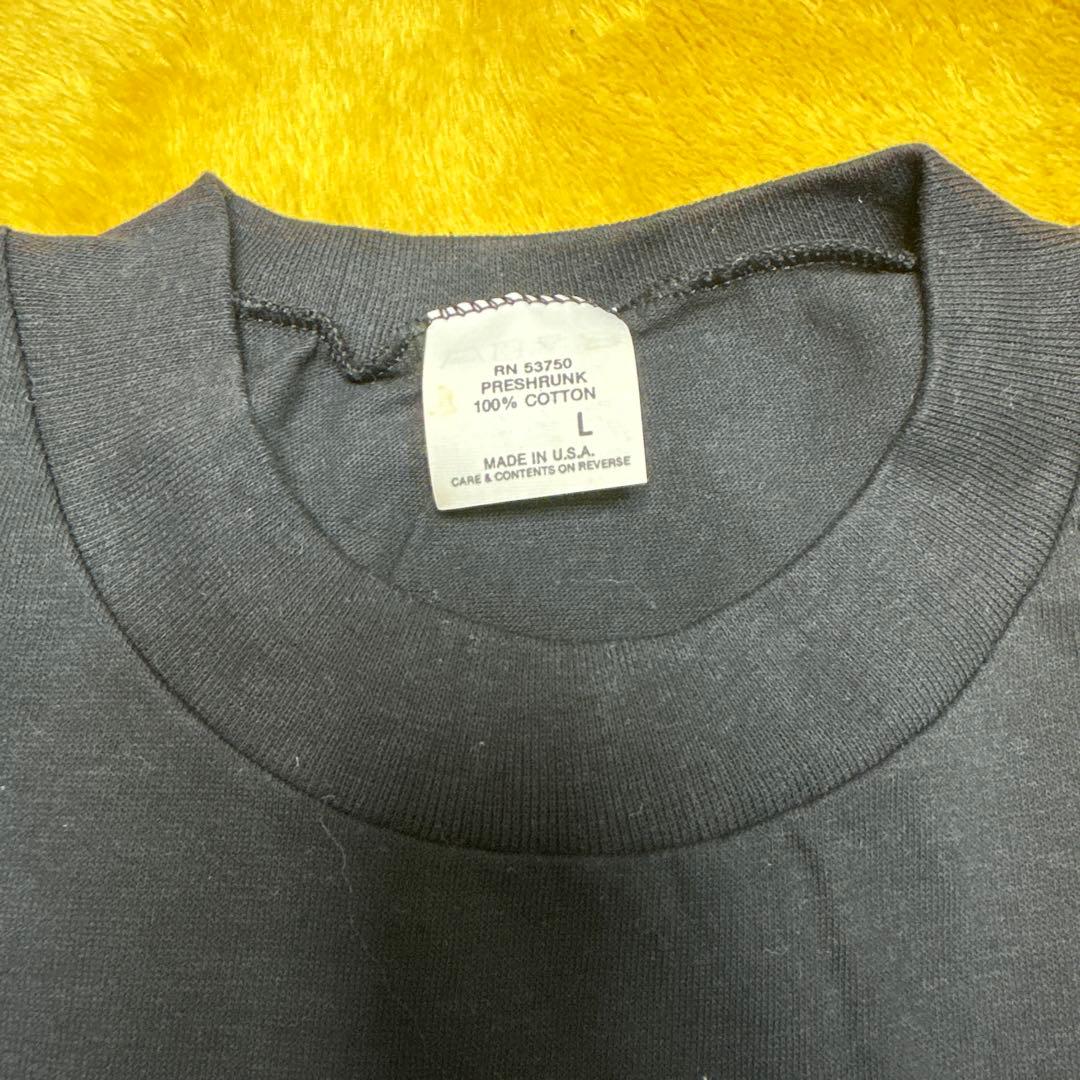 RN 53750
PRESHRUNK
100% COTTON
L
MADE IN U.S.A.
CARE & CONTENTS ON REVERSE